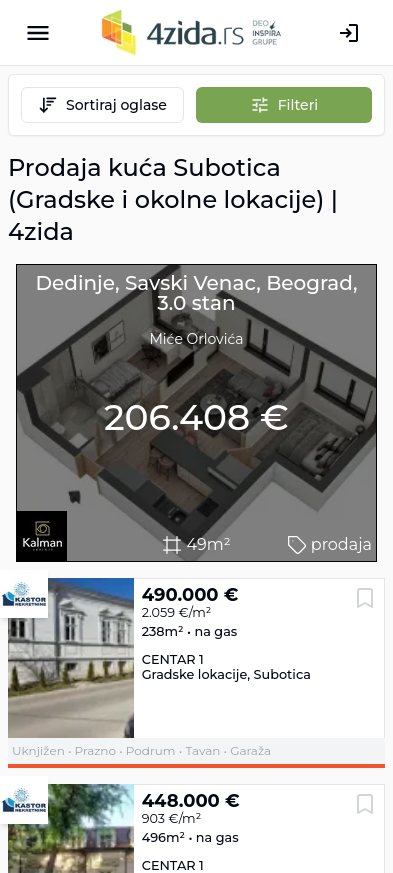 4zida.rs
DEO
INSPIRA
GRUPE
Sortiraj oglase
Filteri
Prodaja kuća Subotica
(Gradske i okolne lokacije) |
4zida
Dedinje, Savski Venac, Beograd,
3.0 stan
Miće Orlovića
206.408 €
Kalman
49m²
prodaja
KASTOR
NEKRETNINE
490.000 €
2.059 €/m²
238m² • na gas
CENTAR 1
Gradske lokacije, Subotica
Uknjižen • Prazno • Podrum • Tavan • Garaža
KASTOR
NEKRETNINE
448.000 €
903 €/m²
496m² • na gas
CENTAR 1